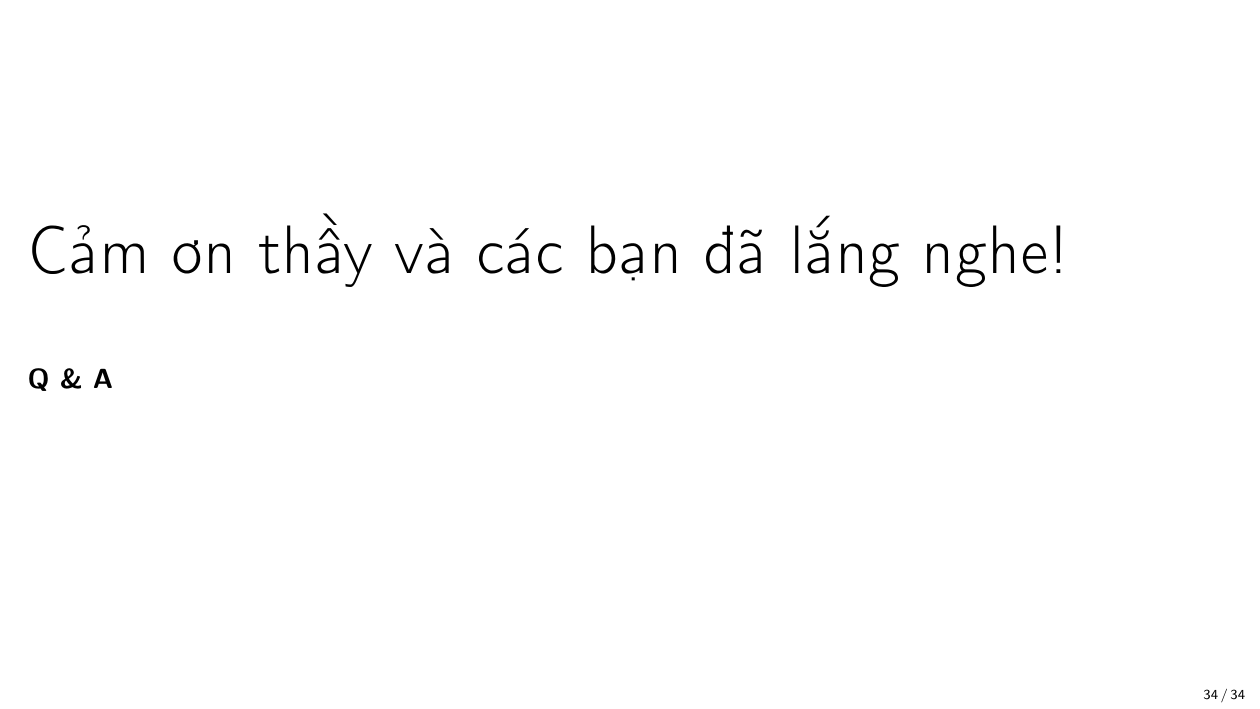 Cảm ơn thầy và các bạn đã lắng nghe!
Q & A
34 / 34